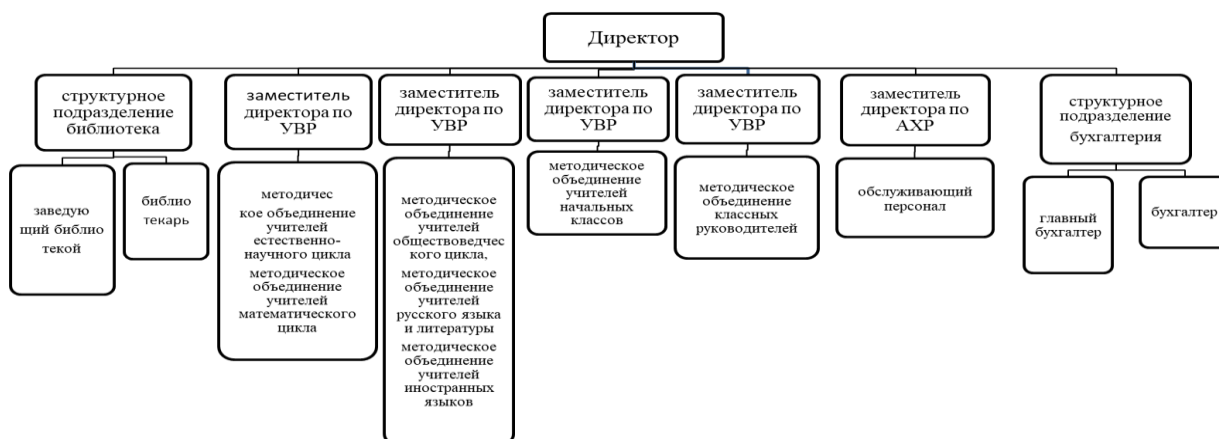 Директор
структурное
подразделение
библиотека
заместитель
директора по
УВР
заместитель
директора по
УВР
заместитель
директора по
УВР
заместитель
директора по
УВР
заместитель
директора по
АХР
структурное
подразделение
бухгалтерия
заведую
щий библио
текой
библио
текарь
методичес
кое объединение
учителей
естественно-
научного цикла
методическое
объединение
учителей
математического
цикла
методическое
объединение
учителей
обществоведчес
кого цикла,
методическое
объединение
учителей
русского языка
и литературы
методическое
объединение
учителей
иностранных
языков
методическое
объединение
учителей
начальных
классов
методическое
объединение
классных
руководителей
обслуживающий
персонал
главный
бухгалтер
бухгалтер